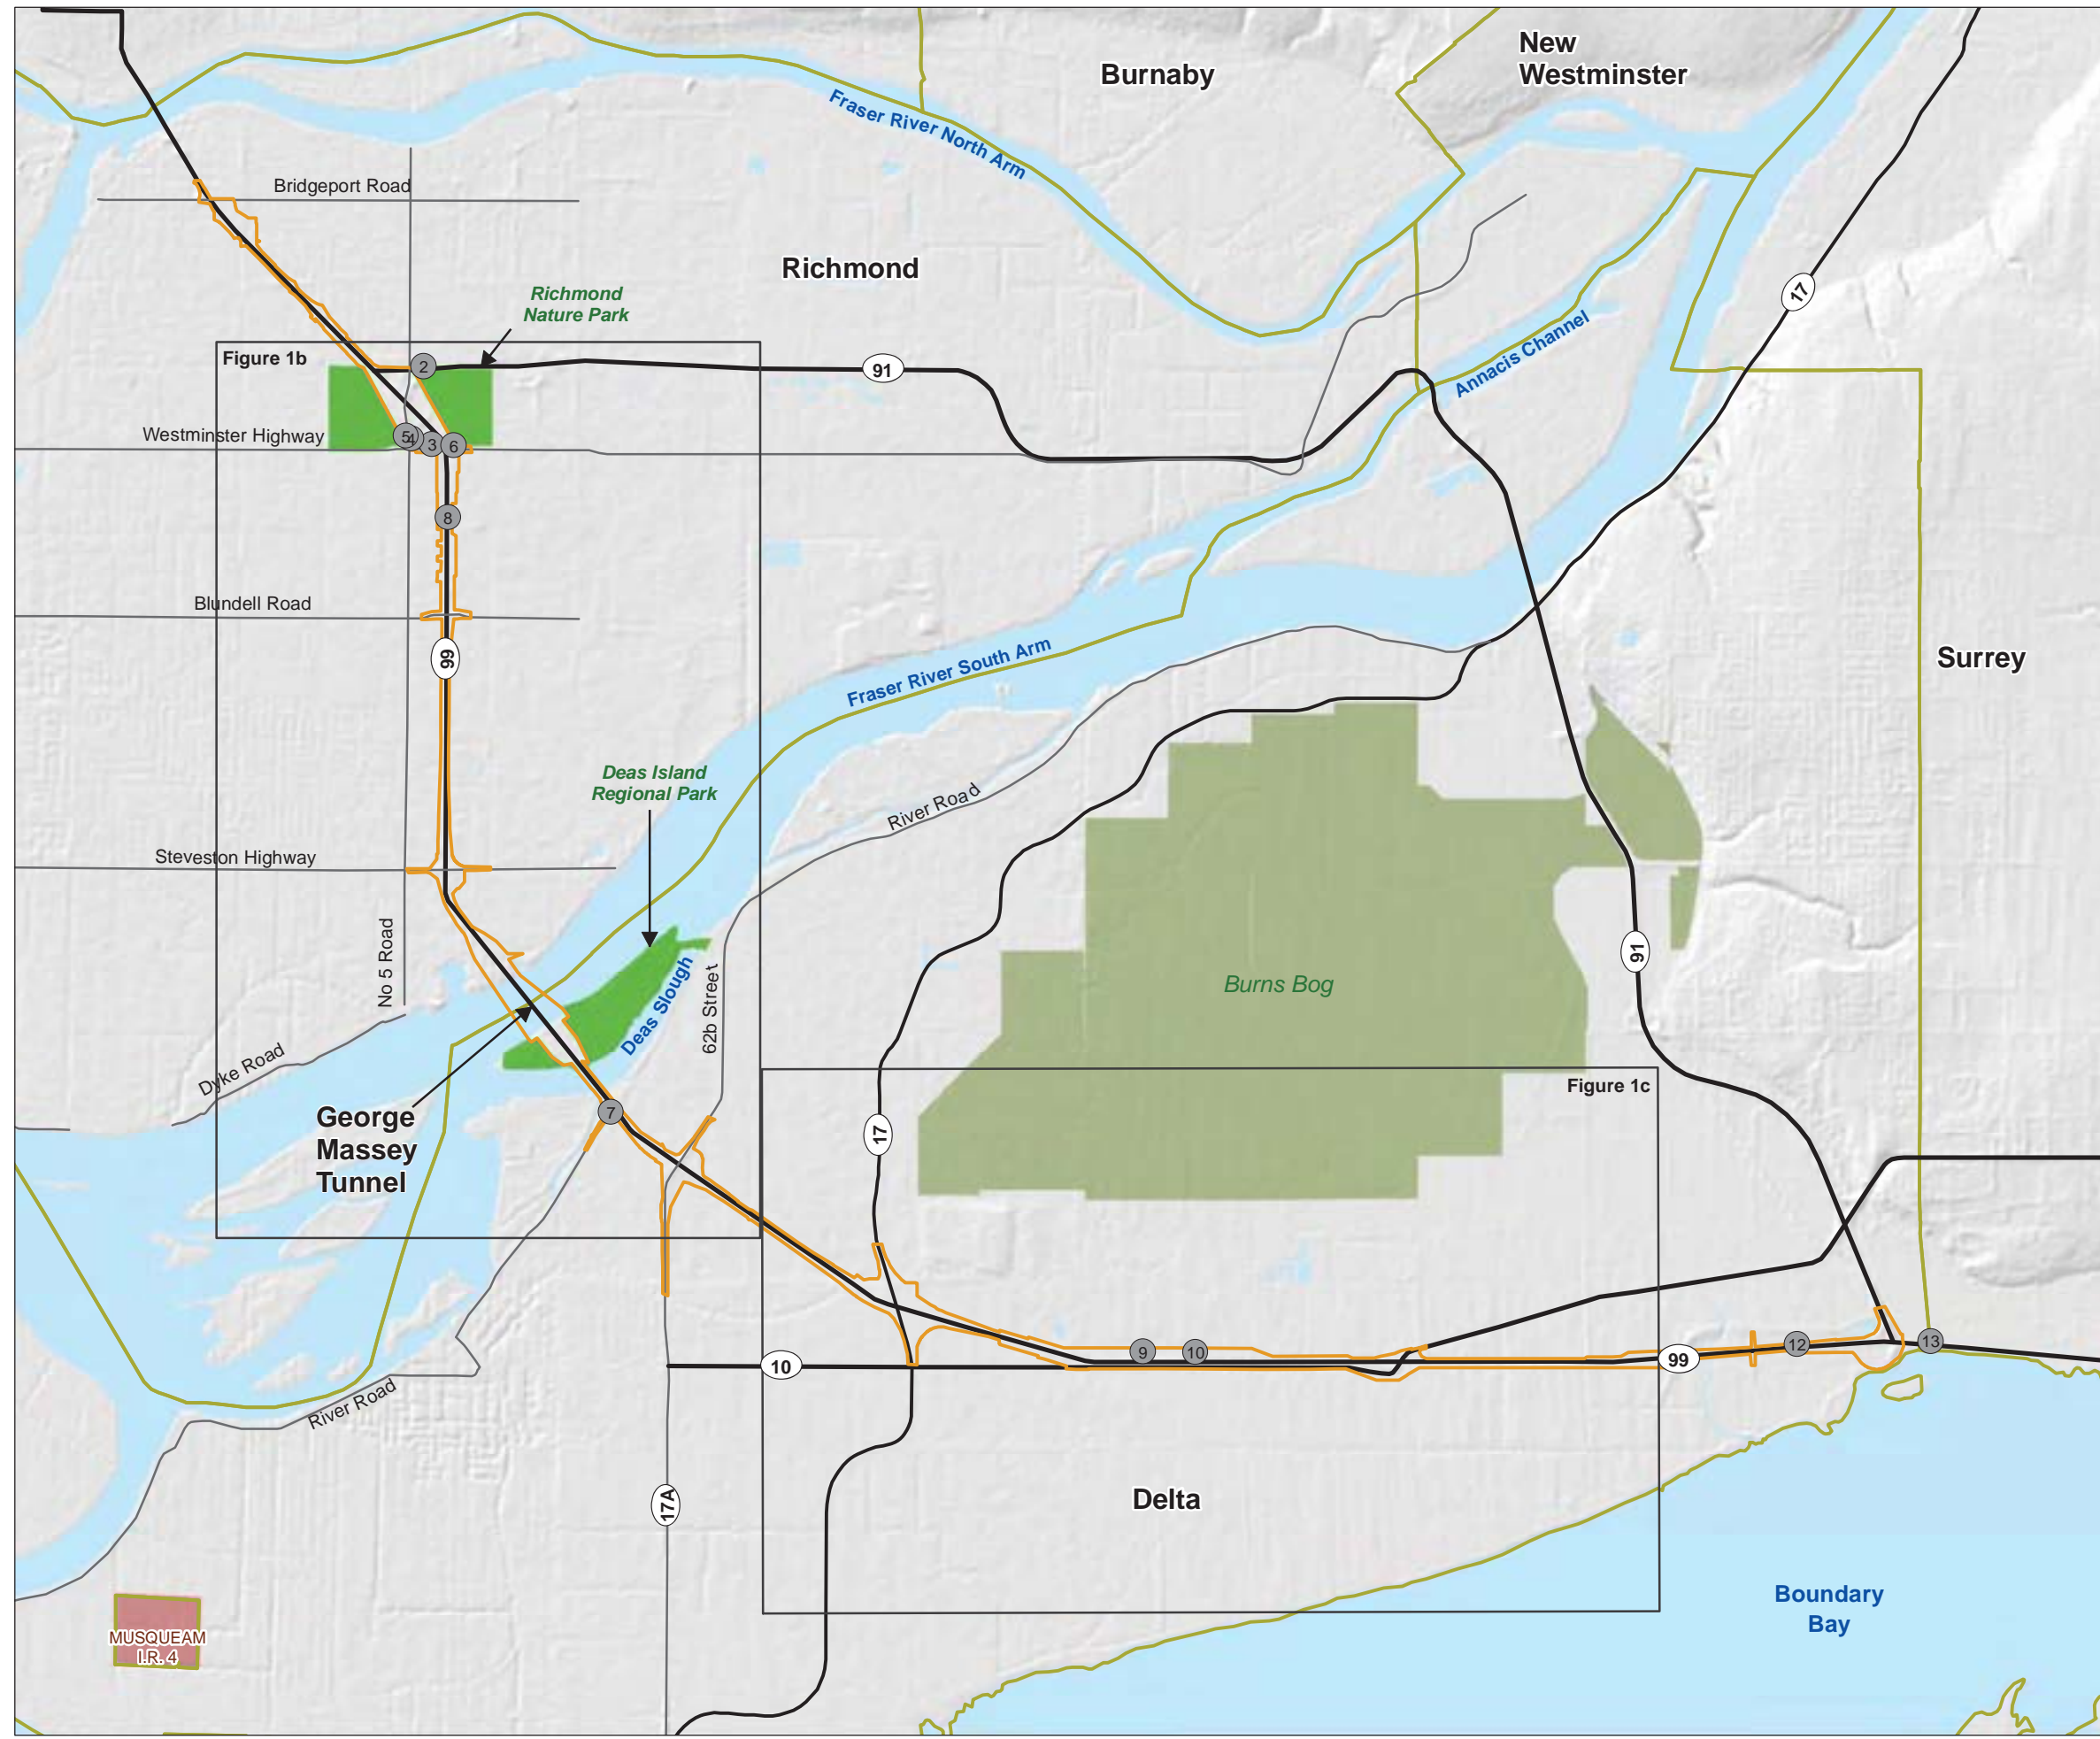 New
Westminster
Burnaby
Fraser River North Arm
Bridgeport Road
Richmond
17
Richmond
Nature Park
Annacis Channel
Figure 1b
2
91
Westminster Highway
5
4
3
6
8
Blundell Road
99
Fraser River South Arm
Surrey
Deas Island
Regional Park
River Road
Steveston Highway
No 5 Road
91
Deas Slough
62b Street
Burns Bog
Dyke Road
Figure 1c
George
Massey
Tunnel
7
17
9
10
12
13
10
99
River Road
17A
Delta
Boundary
Bay
MUSQUEAM
I.R. 4